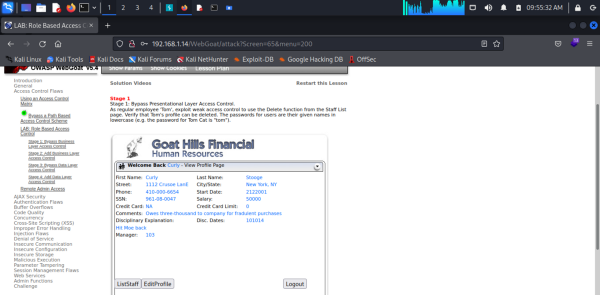 1 2 3 4
09:55:32 AM
LAB: Role Based Access C
192.168.1.14/WebGoat/attack?Screen=65&menu=200
Kali Linux Kali Tools Kali Docs Kali Forums Kali NetHunter Exploit-DB Google Hacking DB OffSec
OWASP WebGoat v5.4
Show Params Show Cookies Lesson Plan
Introduction
General
Access Control Flaws
Using an Access Control
Matrix
Bypass a Path Based
Access Control Scheme
LAB: Role Based Access
Control
Stage 1: Bypass Business
Layer Access Control
Stage 2: Add Business Layer
Access Control
Stage 3: Bypass Data Layer
Access Control
Stage 4: Add Data Layer
Access Control
Remote Admin Access
AJAX Security
Authentication Flaws
Buffer Overflows
Code Quality
Concurrency
Cross-Site Scripting (XSS)
Improper Error Handling
Injection Flaws
Denial of Service
Insecure Communication
Insecure Configuration
Insecure Storage
Malicious Execution
Parameter Tampering
Session Management Flaws
Web Services
Admin Functions
Challenge
Solution Videos Restart this Lesson
Stage 1
Stage 1: Bypass Presentational Layer Access Control.
As regular employee 'Tom', exploit weak access control to use the Delete function from the Staff List
page. Verify that Tom's profile can be deleted. The passwords for users are their given names in
lowercase (e.g. the password for Tom Cat is "tom").
Goat Hills Financial
Human Resources
Welcome Back Curly - View Profile Page
First Name: Curly Last Name: Stooge
Street: 1112 Crusoe Lane City/State: New York, NY
Phone: 410-000-6654 Start Date: 2122001
SSN: 961-08-0047 Salary: 50000
Credit Card: NA Credit Card Limit: 0
Comments: Owes three-thousand to company for fradulent purchases
Disciplinary Explanation: Disc. Dates: 101014
Hit Moe back
Manager: 103
ListStaff EditProfile Logout